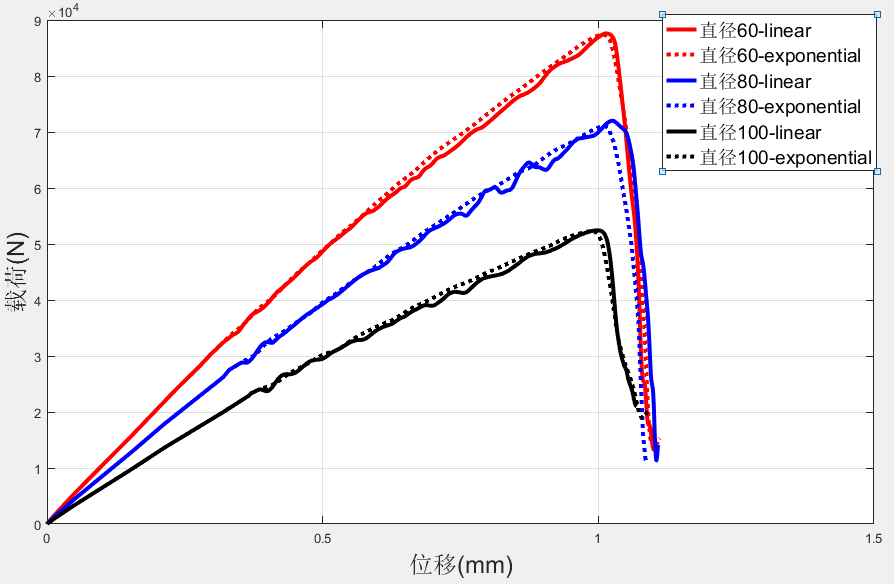 ×10⁴
9
8
7
6
5
4
3
2
1
0
0
0.5
1
1.5
载荷(N)
位移(mm)
直径60-linear
直径60-exponential
直径80-linear
直径80-exponential
直径100-linear
直径100-exponential